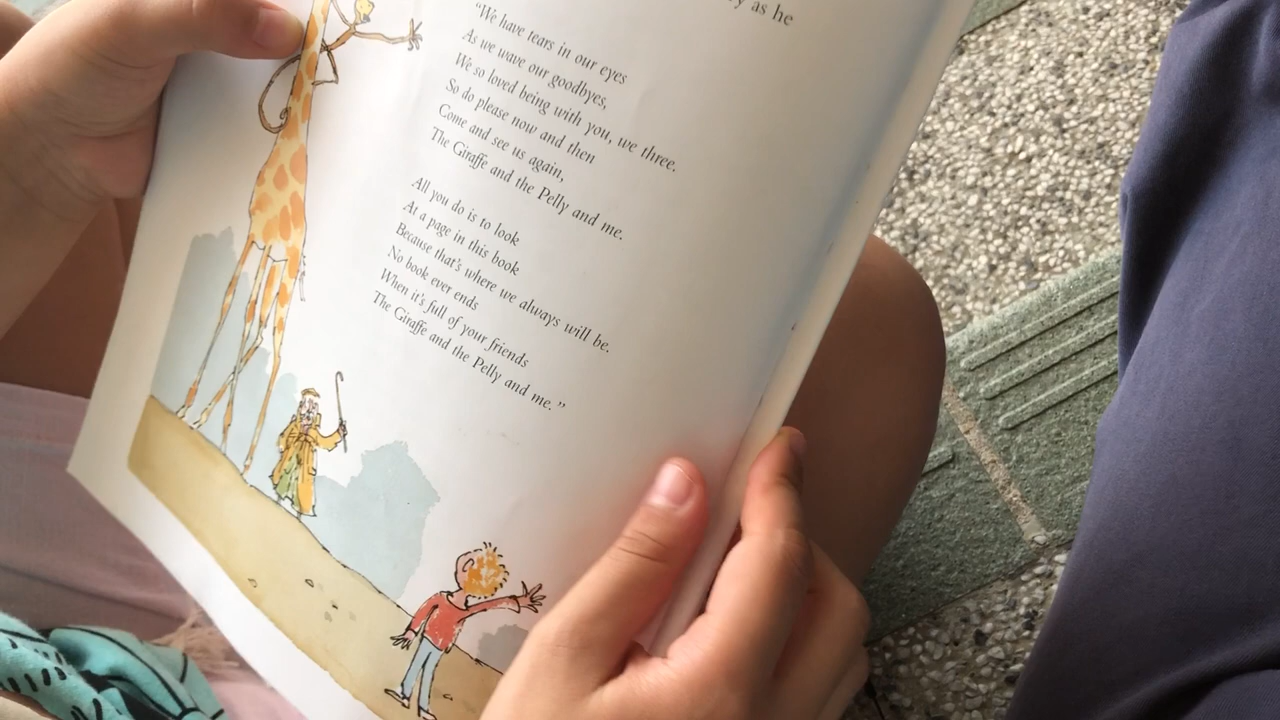 as he
“We have tears in our eyes
As we wave our goodbyes,
We so loved being with you, we three.
So do please now and then
Come and see us again,
The Giraffe and the Pelly and me.
All you do is to look
At a page in this book
Because that’s where we always will be.
No book ever ends
When it’s full of your friends
The Giraffe and the Pelly and me.”